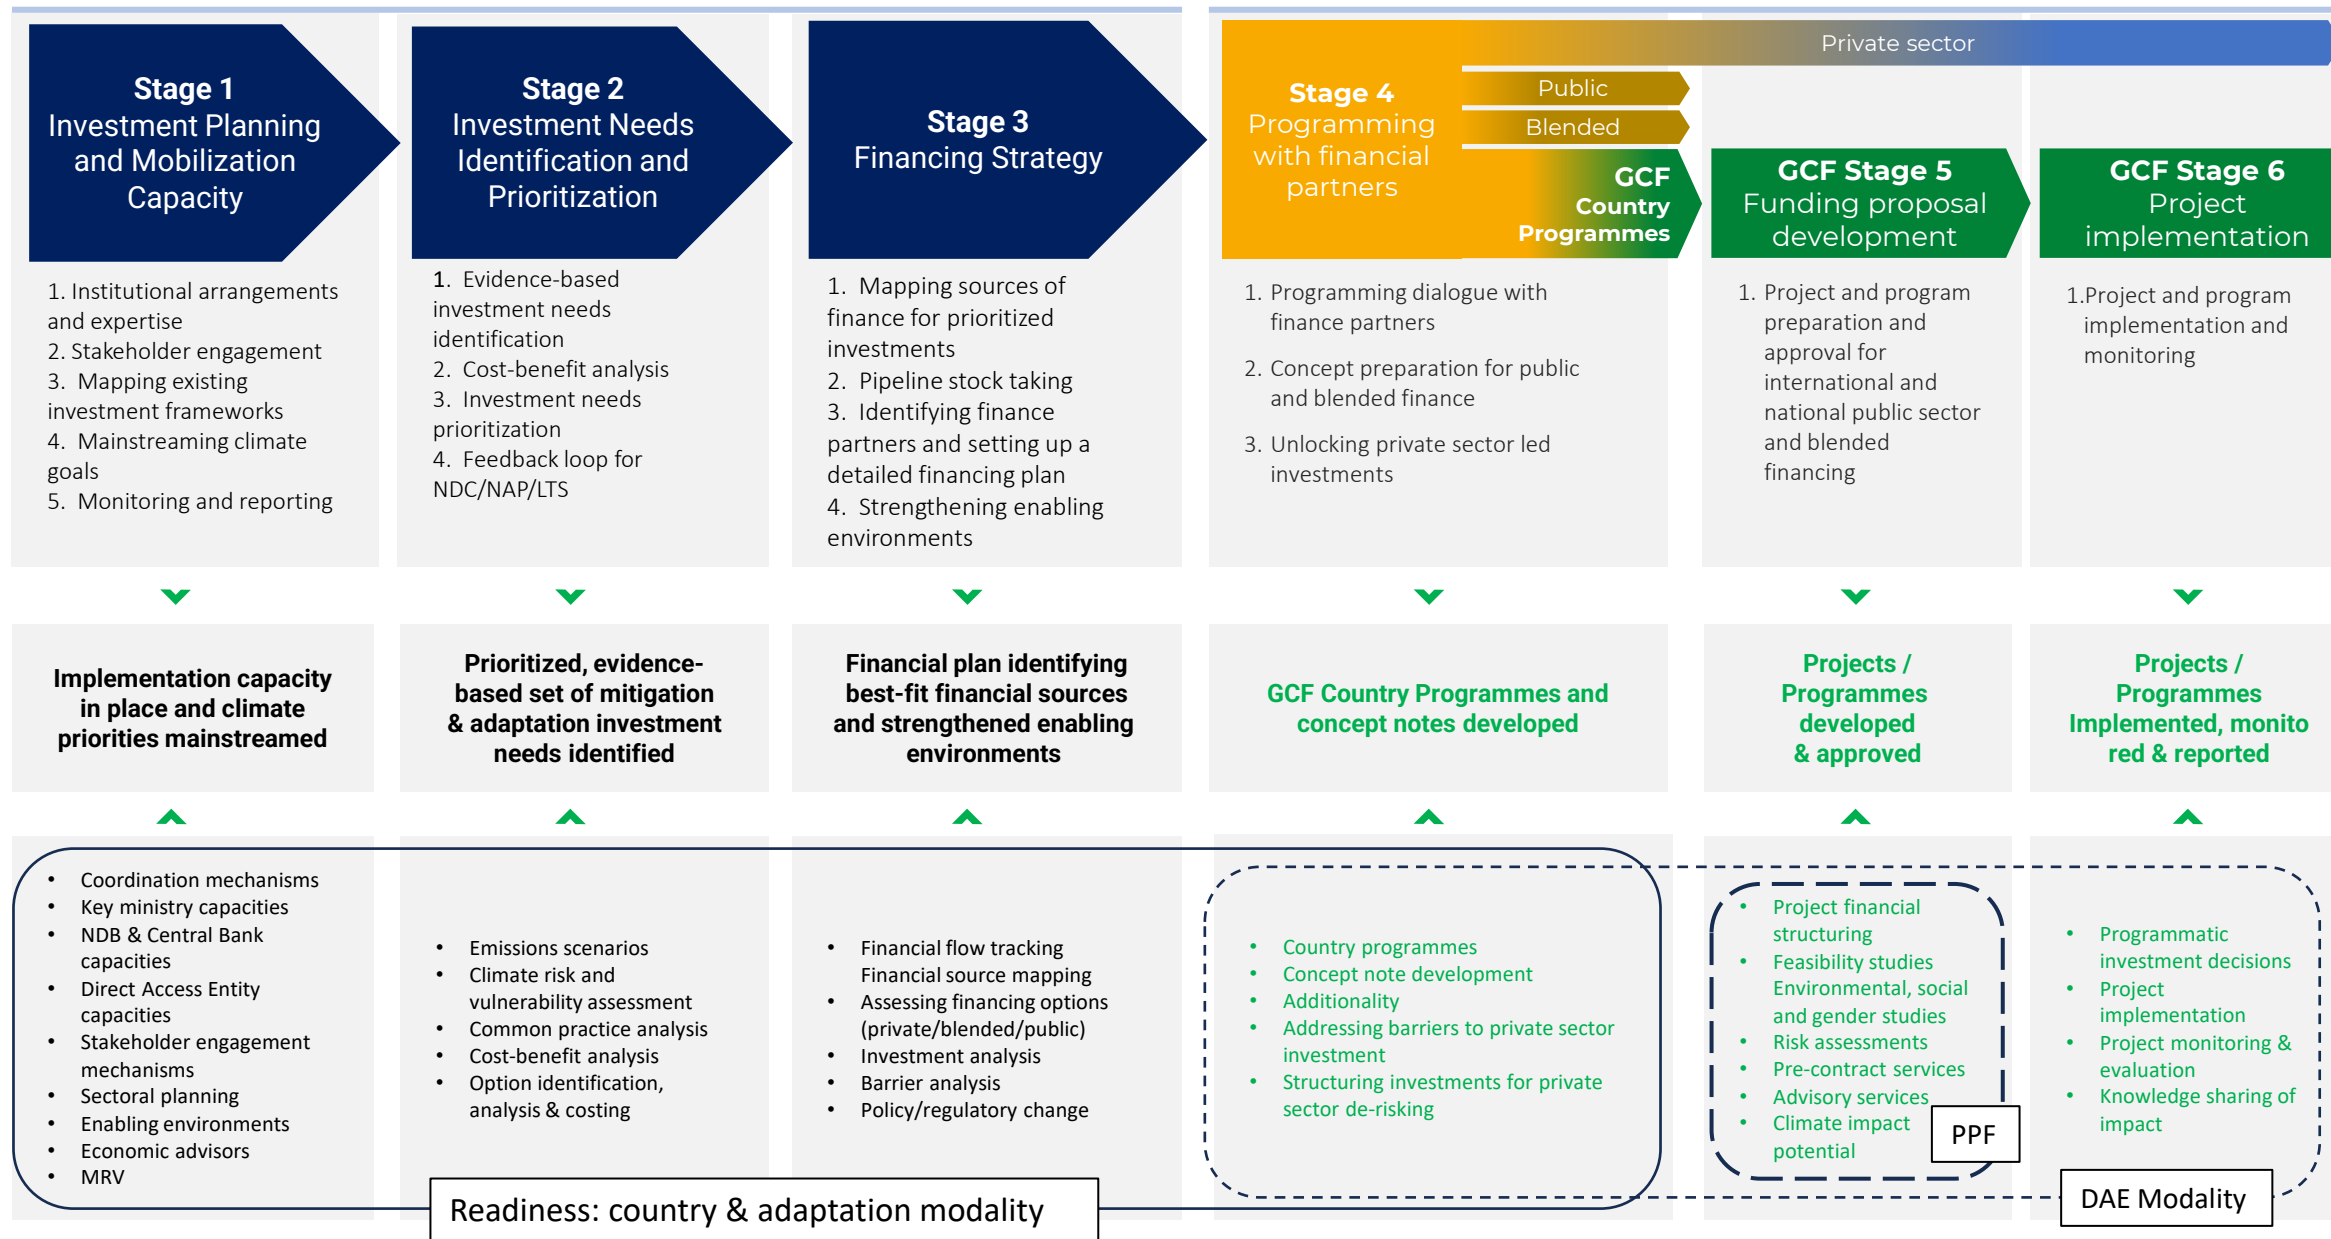 Stage 1
Investment Planning
and Mobilization
Capacity
Stage 2
Investment Needs
Identification and
Prioritization
Stage 3
Financing Strategy
Stage 4
Programming
with financial
partners
Private sector
Public
Blended
GCF
Country
Programmes
GCF Stage 5
Funding proposal
development
GCF Stage 6
Project
implementation
1. Institutional arrangements
and expertise
2. Stakeholder engagement
3. Mapping existing
investment frameworks
4. Mainstreaming climate
goals
5. Monitoring and reporting
1. Evidence-based
investment needs
identification
2. Cost-benefit analysis
3. Investment needs
prioritization
4. Feedback loop for
NDC/NAP/LTS
1. Mapping sources of
finance for prioritized
investments
2. Pipeline stock taking
3. Identifying finance
partners and setting up a
detailed financing plan
4. Strengthening enabling
environments
1. Programming dialogue with
finance partners
2. Concept preparation for public
and blended finance
3. Unlocking private sector led
investments
1. Project and program
preparation and
approval for
international and
national public sector
and blended
financing
1.Project and program
implementation and
monitoring
Implementation capacity
in place and climate
priorities mainstreamed
Prioritized, evidence-
based set of mitigation
& adaptation investment
needs identified
Financial plan identifying
best-fit financial sources
and strengthened enabling
environments
GCF Country Programmes and
concept notes developed
Projects /
Programmes
developed
& approved
Projects /
Programmes
Implemented, monito
red & reported
• Coordination mechanisms
• Key ministry capacities
• NDB & Central Bank
capacities
• Direct Access Entity
capacities
• Stakeholder engagement
mechanisms
• Sectoral planning
• Enabling environments
• Economic advisors
• MRV
• Emissions scenarios
• Climate risk and
vulnerability assessment
• Common practice analysis
• Cost-benefit analysis
• Option identification,
analysis & costing
• Financial flow tracking
Financial source mapping
• Assessing financing options
(private/blended/public)
• Investment analysis
• Barrier analysis
• Policy/regulatory change
• Country programmes
• Concept note development
• Additionality
• Addressing barriers to private sector
investment
• Structuring investments for private
sector de-risking
• Project financial
structuring
• Feasibility studies
Environmental, social
and gender studies
• Risk assessments
• Pre-contract services
• Advisory services
• Climate impact
potential
• Programmatic
investment decisions
• Project
implementation
• Project monitoring &
evaluation
• Knowledge sharing of
impact
PPF
Readiness: country & adaptation modality
DAE Modality